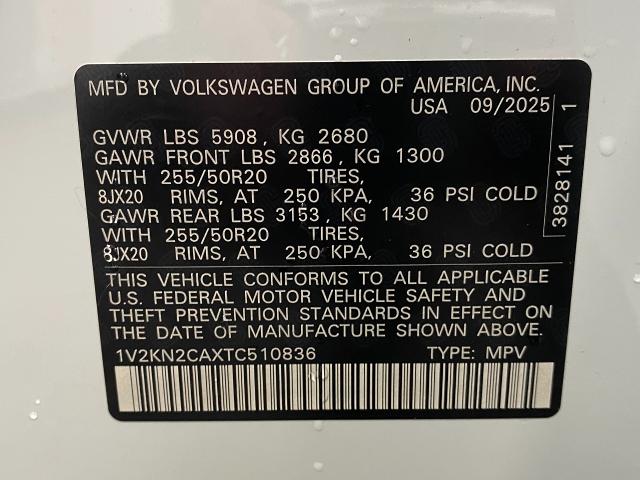 MFD BY VOLKSWAGEN GROUP OF AMERICA, INC.
USA 09/2025
GVWR LBS 5908, KG 2680
GAWR FRONT LBS 2866, KG 1300
WITH 255/50R20 TIRES,
8JX20 RIMS, AT 250 KPA, 36 PSI COLD
GAWR REAR LBS 3153, KG 1430
WITH 255/50R20 TIRES,
8JX20 RIMS, AT 250 KPA, 36 PSI COLD
THIS VEHICLE CONFORMS TO ALL APPLICABLE
U.S. FEDERAL MOTOR VEHICLE SAFETY AND
THEFT PREVENTION STANDARDS IN EFFECT ON
THE DATE OF MANUFACTURE SHOWN ABOVE.
1V2KN2CAXTC510836 TYPE: MPV
3828141 1